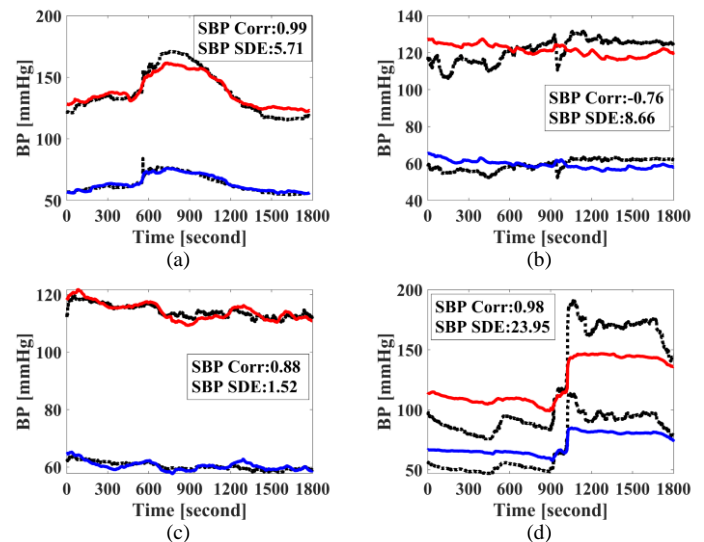 200
SBP Corr:0.99
SBP SDE:5.71
150
100
50
BP [mmHg]
0 300 600 900 1200 1500 1800
Time [second]
(a)
140
120
100
80
60
40
BP [mmHg]
SBP Corr:-0.76
SBP SDE:8.66
0 300 600 900 1200 1500 1800
Time [second]
(b)
120
100
80
60
BP [mmHg]
SBP Corr:0.88
SBP SDE:1.52
0 300 600 900 1200 1500 1800
Time [second]
(c)
200
SBP Corr:0.98
SBP SDE:23.95
150
100
50
BP [mmHg]
0 300 600 900 1200 1500 1800
Time [second]
(d)